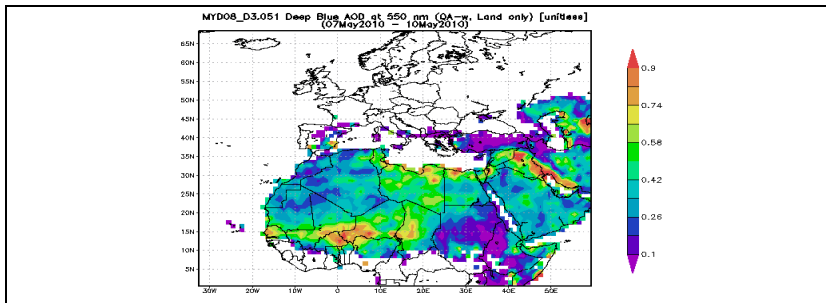 MYD08_D3.051 Deep Blue AOD at 550 nm (QA-w, Land only) [unitless]
(07May2010 - 10May2010)
65N
60N
55N
50N
45N
40N
35N
30N
25N
20N
15N
10N
5N
30W 20W 10W 0 10E 20E 30E 40E 50E
0.9
0.74
0.58
0.42
0.26
0.1